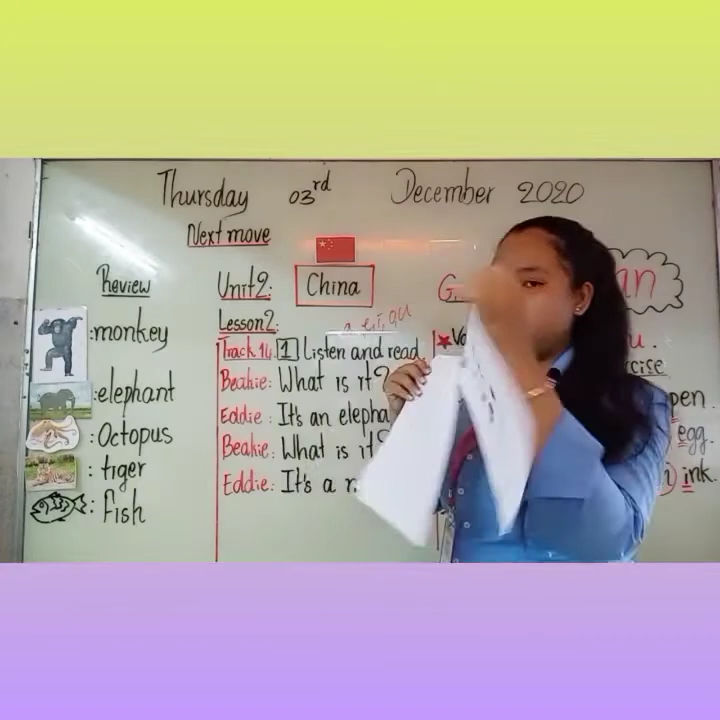 Thursday 03rd December 2020
Next move
Review
:monkey
:elephant
:Octopus
: tiger
: fish
Unit2:
China
Lesson2:
Track 14
1 Listen and read
Beakie: What is it?
Eddie: It's an elepha
Beakie: What is it?
Eddie: It's a
G
an
u.
cise
pen.
egg.
ink.